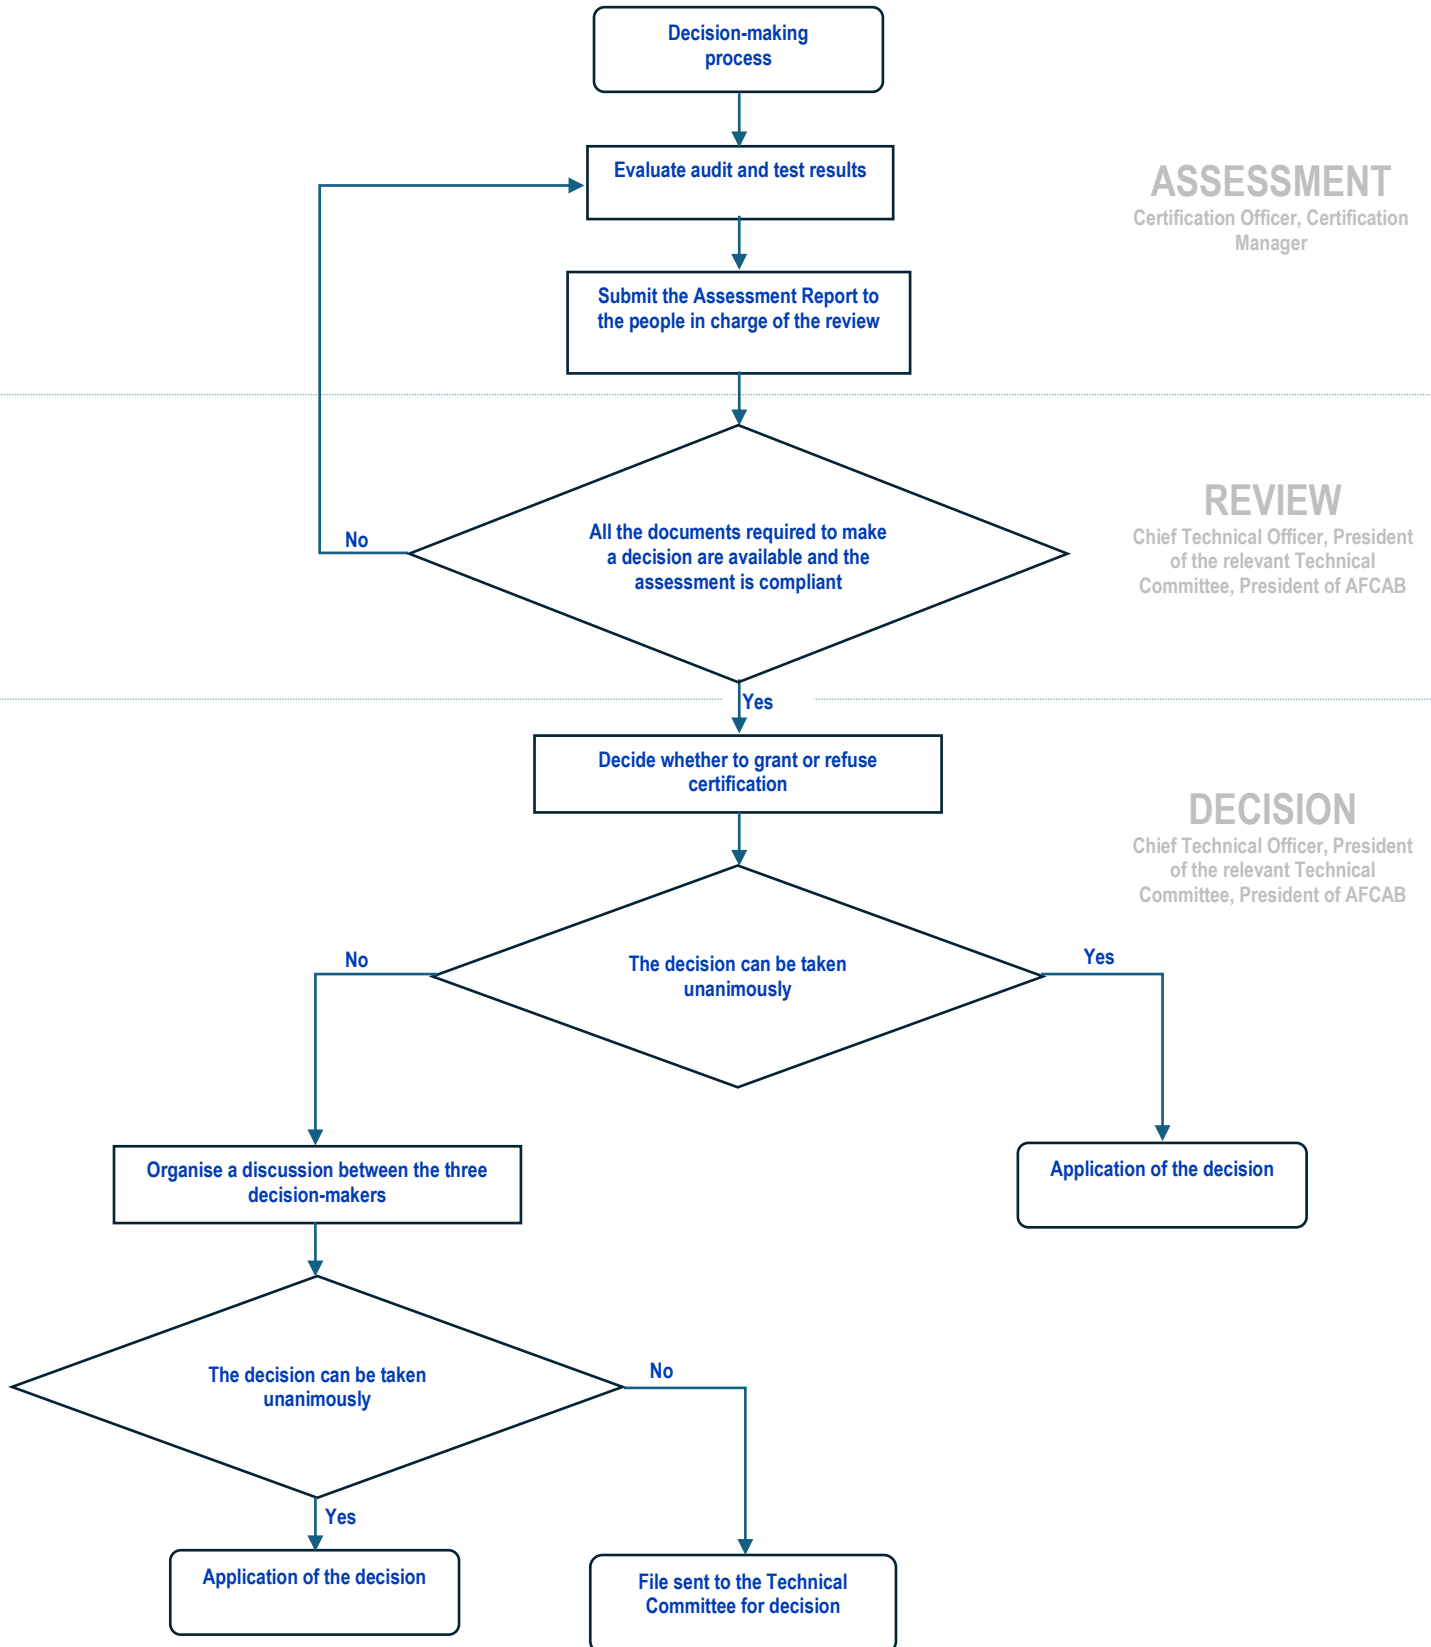 Decision-making
process
Evaluate audit and test results
ASSESSMENT
Certification Officer, Certification
Manager
Submit the Assessment Report to
the people in charge of the review
REVIEW
Chief Technical Officer, President
of the relevant Technical
Committee, President of AFCAB
No
All the documents required to make
a decision are available and the
assessment is compliant
Yes
Decide whether to grant or refuse
certification
DECISION
Chief Technical Officer, President
of the relevant Technical
Committee, President of AFCAB
No
The decision can be taken
unanimously
Yes
Organise a discussion between the three
decision-makers
Application of the decision
The decision can be taken
unanimously
No
Yes
Application of the decision
File sent to the Technical
Committee for decision